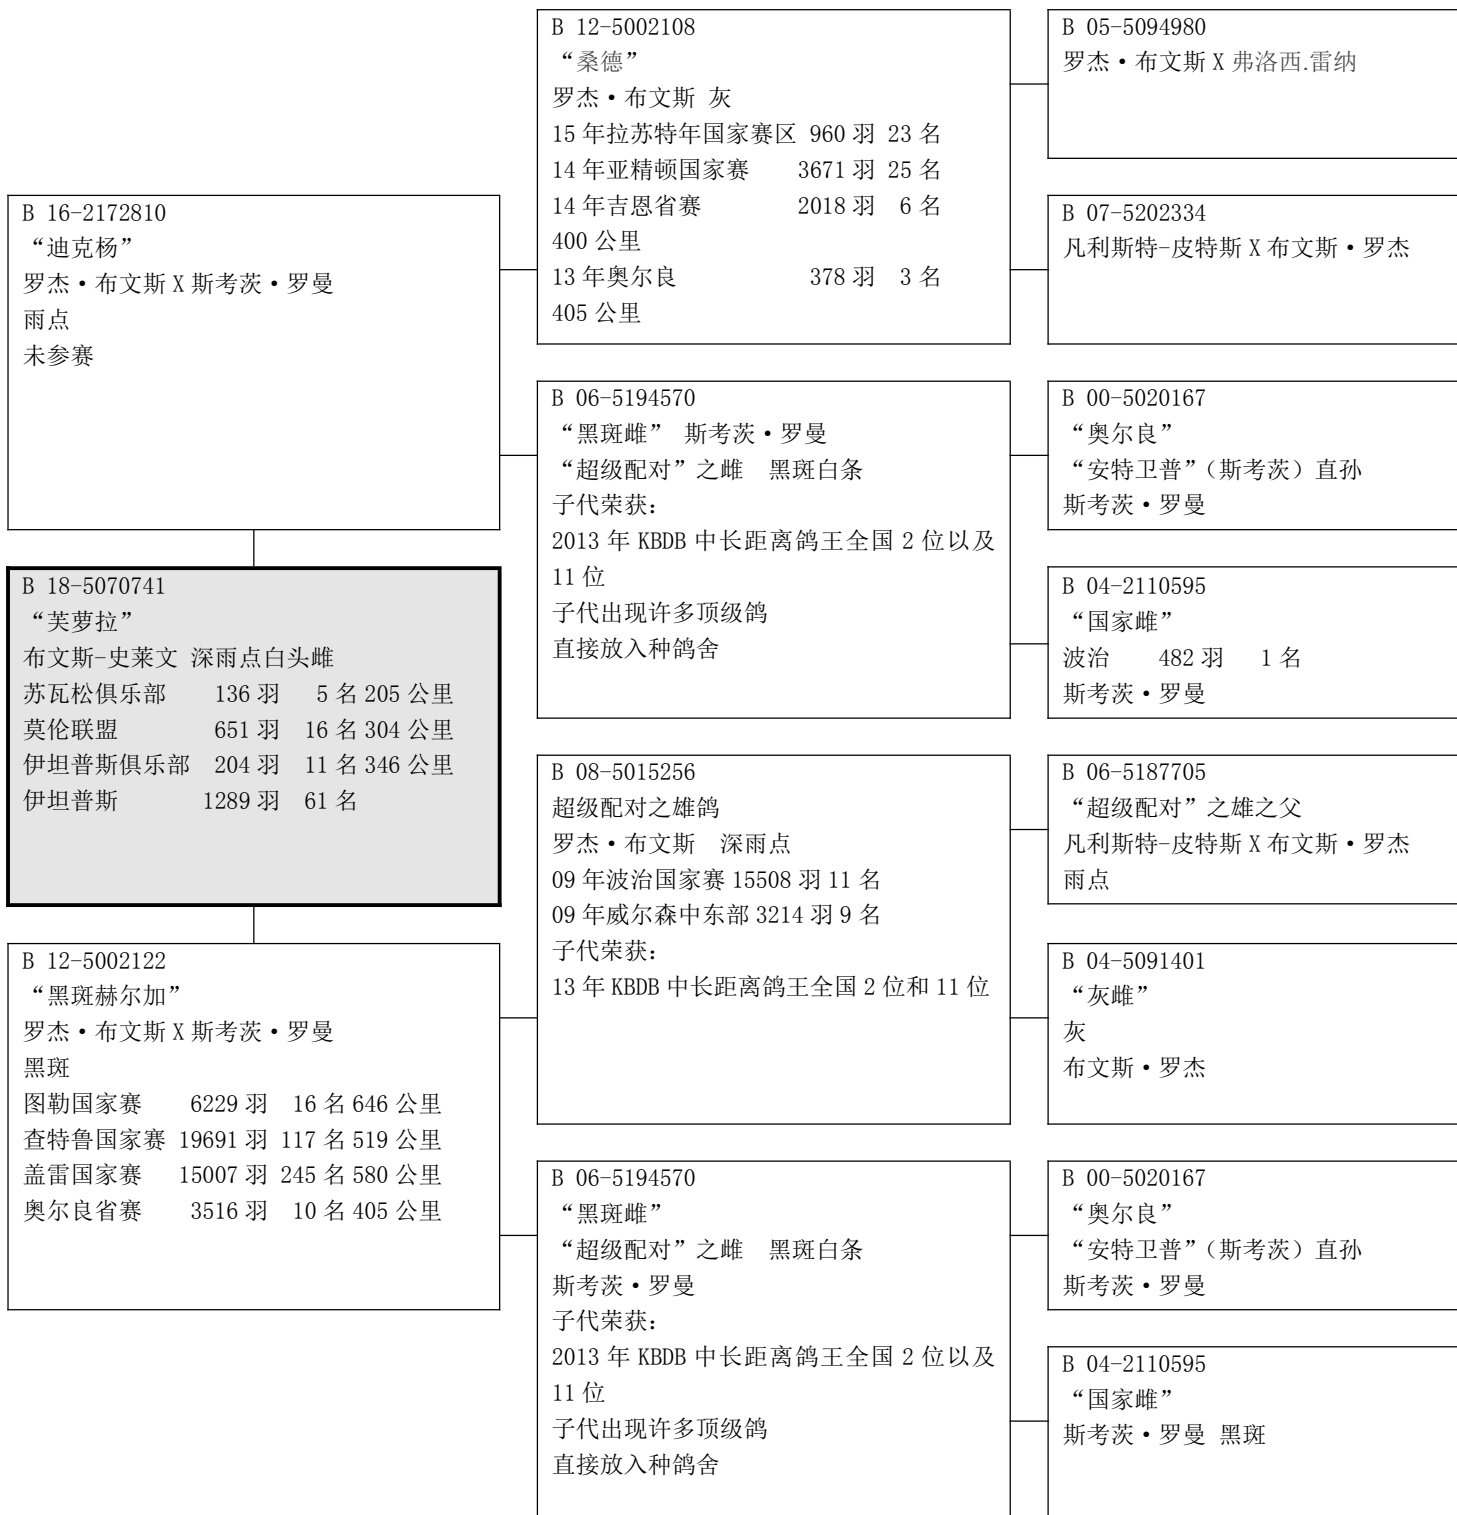 B 16-2172810
“迪克杨”
罗杰·布文斯 X 斯考茨·罗曼
雨点
未参赛
B 18-5070741
“芙萝拉”
布文斯-史莱文 深雨点白头雌
苏瓦松俱乐部 136 羽 5 名 205 公里
莫伦联盟 651 羽 16 名 304 公里
伊坦普斯俱乐部 204 羽 11 名 346 公里
伊坦普斯 1289 羽 61 名
B 12-5002122
“黑斑赫尔加”
罗杰·布文斯 X 斯考茨·罗曼
黑斑
图勒国家赛 6229 羽 16 名 646 公里
查特鲁国家赛 19691 羽 117 名 519 公里
盖雷国家赛 15007 羽 245 名 580 公里
奥尔良省赛 3516 羽 10 名 405 公里
B 12-5002108
“桑德”
罗杰·布文斯 灰
15 年拉苏特年国家赛区 960 羽 23 名
14 年亚精顿国家赛 3671 羽 25 名
14 年吉恩省赛 2018 羽 6 名
400 公里
13 年奥尔良 378 羽 3 名
405 公里
B 06-5194570
“黑斑雌” 斯考茨·罗曼
“超级配对”之雌 黑斑白条
子代荣获：
2013 年 KBDB 中长距离鸽王全国 2 位以及
11 位
子代出现许多顶级鸽
直接放入种鸽舍
B 08-5015256
超级配对之雄鸽
罗杰·布文斯 深雨点
09 年波治国家赛 15508 羽 11 名
09 年威尔森中东部 3214 羽 9 名
子代荣获：
13 年 KBDB 中长距离鸽王全国 2 位和 11 位
B 06-5194570
“黑斑雌”
“超级配对”之雌 黑斑白条
斯考茨·罗曼
子代荣获：
2013 年 KBDB 中长距离鸽王全国 2 位以及
11 位
子代出现许多顶级鸽
直接放入种鸽舍
B 05-5094980
罗杰·布文斯 X 弗洛西.雷纳
B 07-5202334
凡利斯特-皮特斯 X 布文斯·罗杰
B 00-5020167
“奥尔良”
“安特卫普”（斯考茨）直孙
斯考茨·罗曼
B 04-2110595
“国家雌”
波治 482 羽 1 名
斯考茨·罗曼
B 06-5187705
“超级配对”之雄之父
凡利斯特-皮特斯 X 布文斯·罗杰
雨点
B 04-5091401
“灰雌”
灰
布文斯·罗杰
B 00-5020167
“奥尔良”
“安特卫普”（斯考茨）直孙
斯考茨·罗曼
B 04-2110595
“国家雌”
斯考茨·罗曼 黑斑